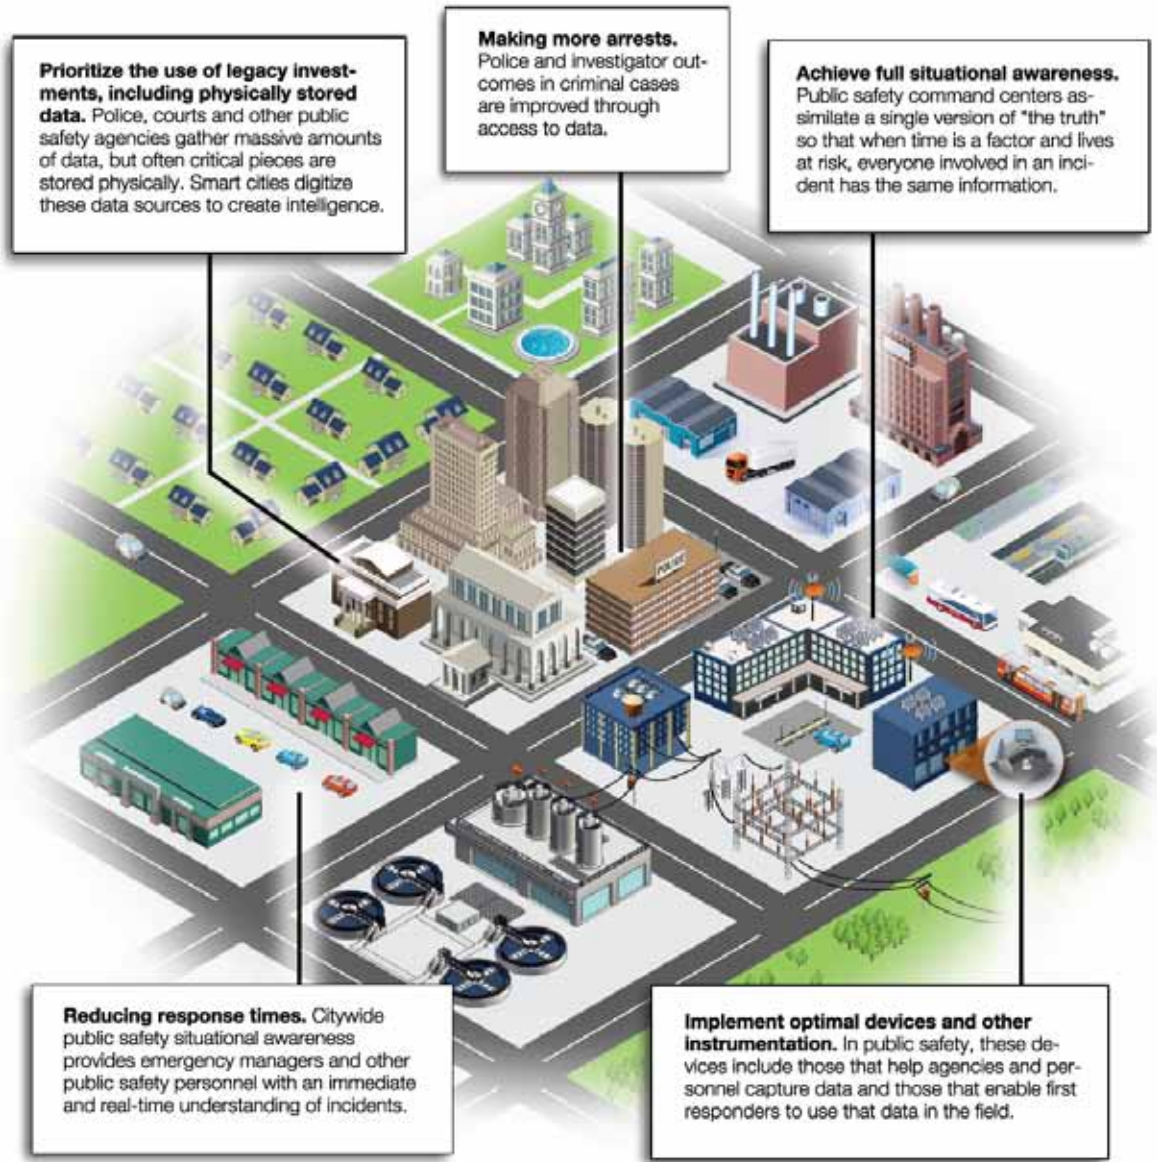 Prioritize the use of legacy invest-
ments, including physically stored
data. Police, courts and other public
safety agencies gather massive amounts
of data, but often critical pieces are
stored physically. Smart cities digitize
these data sources to create intelligence.
Making more arrests.
Police and investigator out-
comes in criminal cases
are improved through
access to data.
Achieve full situational awareness.
Public safety command centers as-
similate a single version of "the truth"
so that when time is a factor and lives
at risk, everyone involved in an inci-
dent has the same information.
POLICE
Reducing response times. Citywide
public safety situational awareness
provides emergency managers and other
public safety personnel with an immediate
and real-time understanding of incidents.
Implement optimal devices and other
instrumentation. In public safety, these de-
vices include those that help agencies and per-
sonnel capture data and those that enable first
responders to use that data in the field.